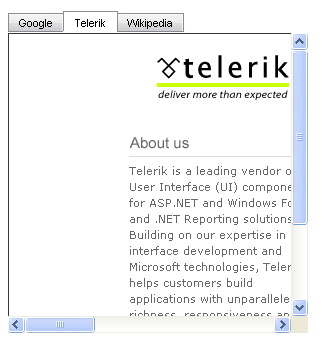 Google Telerik Wikipedia
telerik
deliver more than expected
About us
Telerik is a leading vendor o
User Interface (UI) compone
for ASP.NET and Windows Fo
and .NET Reporting solutions
Building on our expertise in
interface development and
Microsoft technologies, Teler
helps customers build
applications with unparallele
richness, responsiveness an